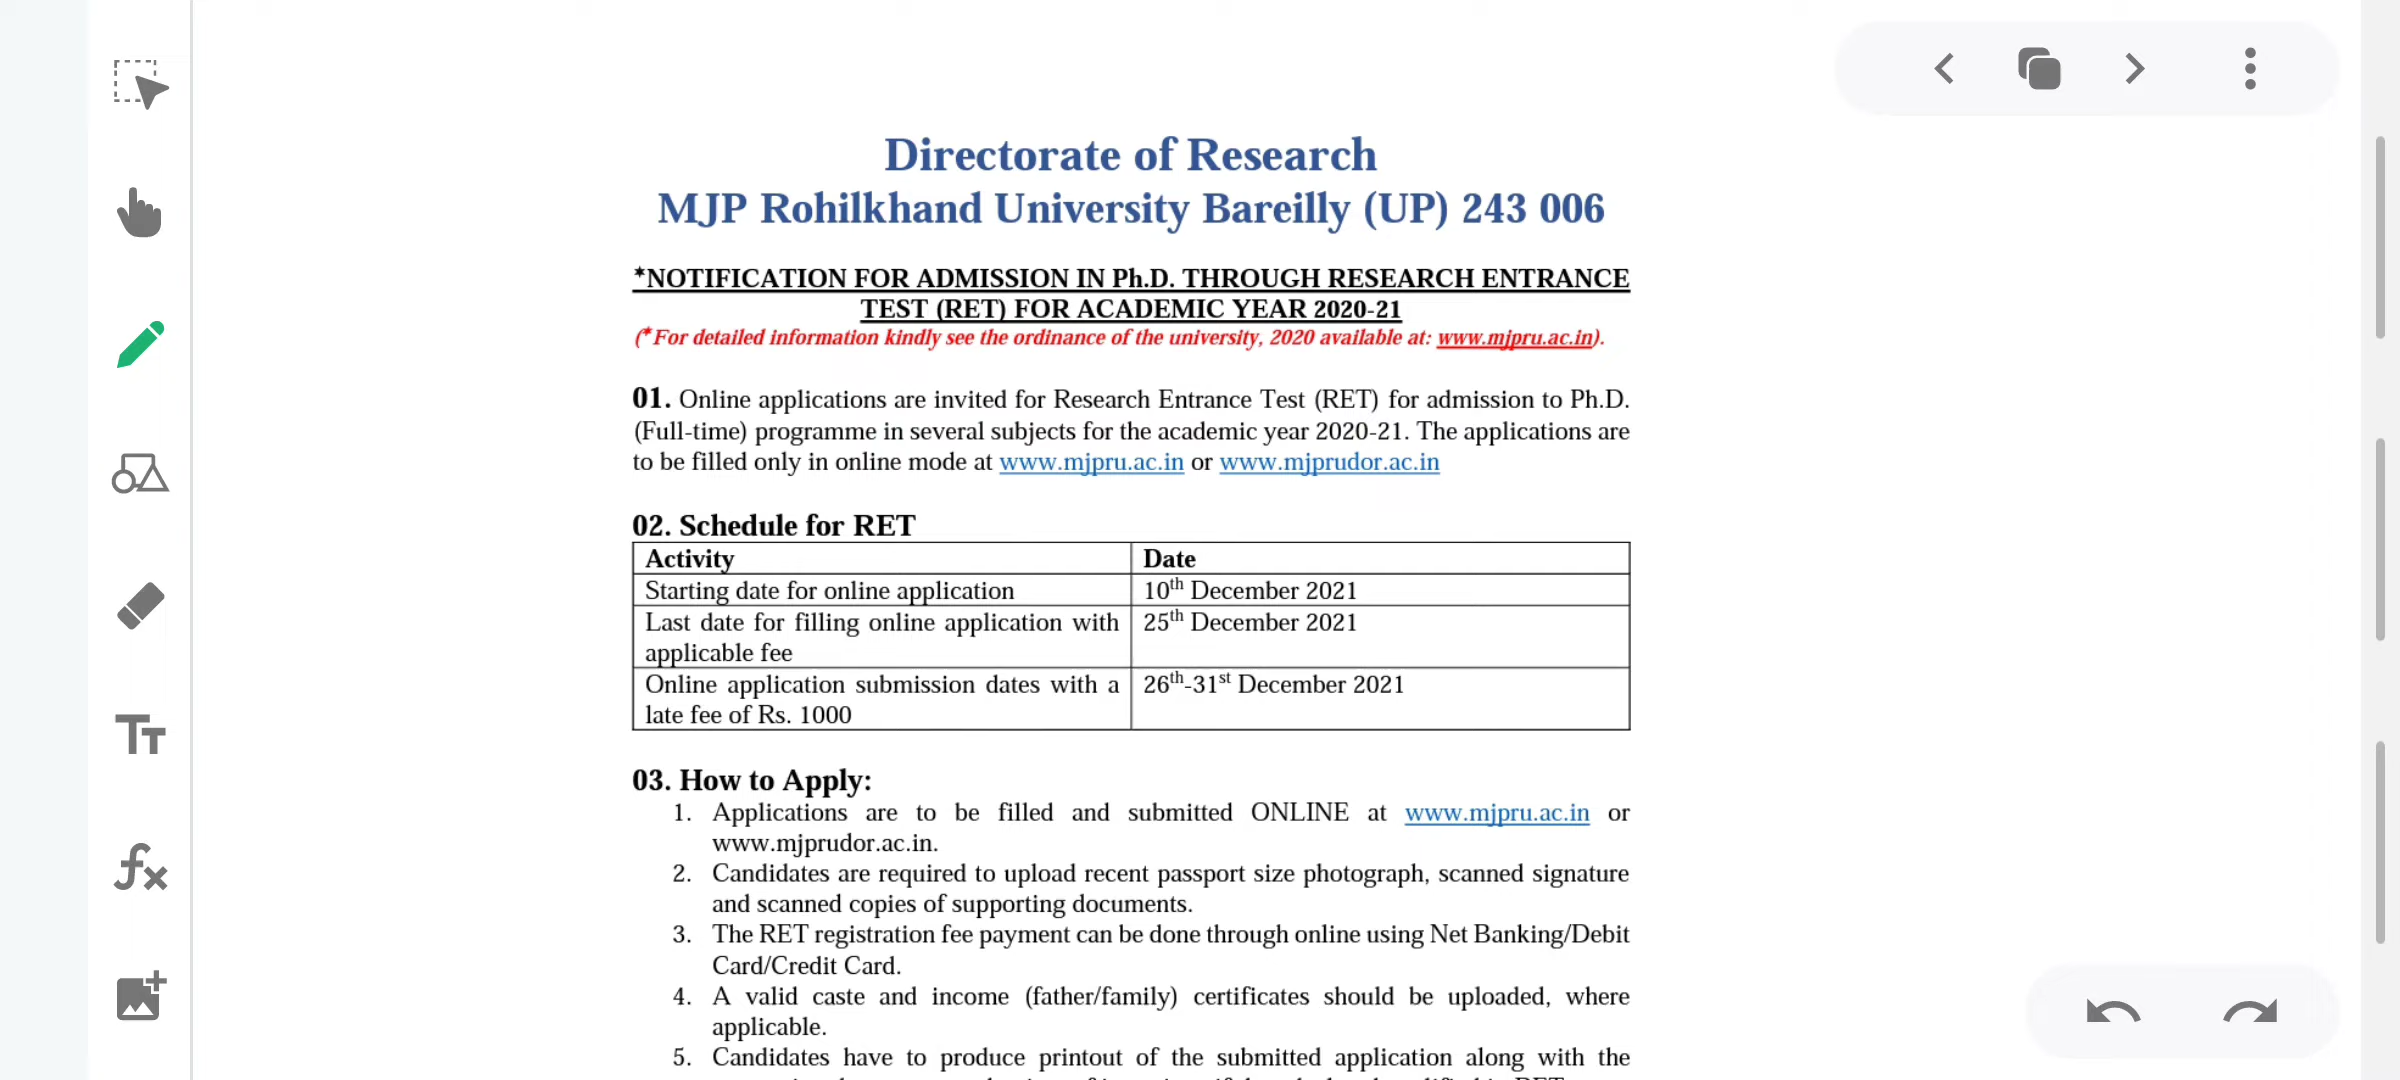 Directorate of Research
MJP Rohilkhand University Bareilly (UP) 243 006
*NOTIFICATION FOR ADMISSION IN Ph.D. THROUGH RESEARCH ENTRANCE
TEST (RET) FOR ACADEMIC YEAR 2020-21
(*For detailed information kindly see the ordinance of the university, 2020 available at: www.mjpru.ac.in).
01. Online applications are invited for Research Entrance Test (RET) for admission to Ph.D.
(Full-time) programme in several subjects for the academic year 2020-21. The applications are
to be filled only in online mode at www.mjpru.ac.in or www.mjprudor.ac.in
02. Schedule for RET
Activity Date
Starting date for online application 10th December 2021
Last date for filling online application with 25th December 2021
applicable fee
Online application submission dates with a 26th-31st December 2021
late fee of Rs. 1000
03. How to Apply:
1. Applications are to be filled and submitted ONLINE at www.mjpru.ac.in or
www.mjprudor.ac.in.
2. Candidates are required to upload recent passport size photograph, scanned signature
and scanned copies of supporting documents.
3. The RET registration fee payment can be done through online using Net Banking/Debit
Card/Credit Card.
4. A valid caste and income (father/family) certificates should be uploaded, where
applicable.
5. Candidates have to produce printout of the submitted application along with the